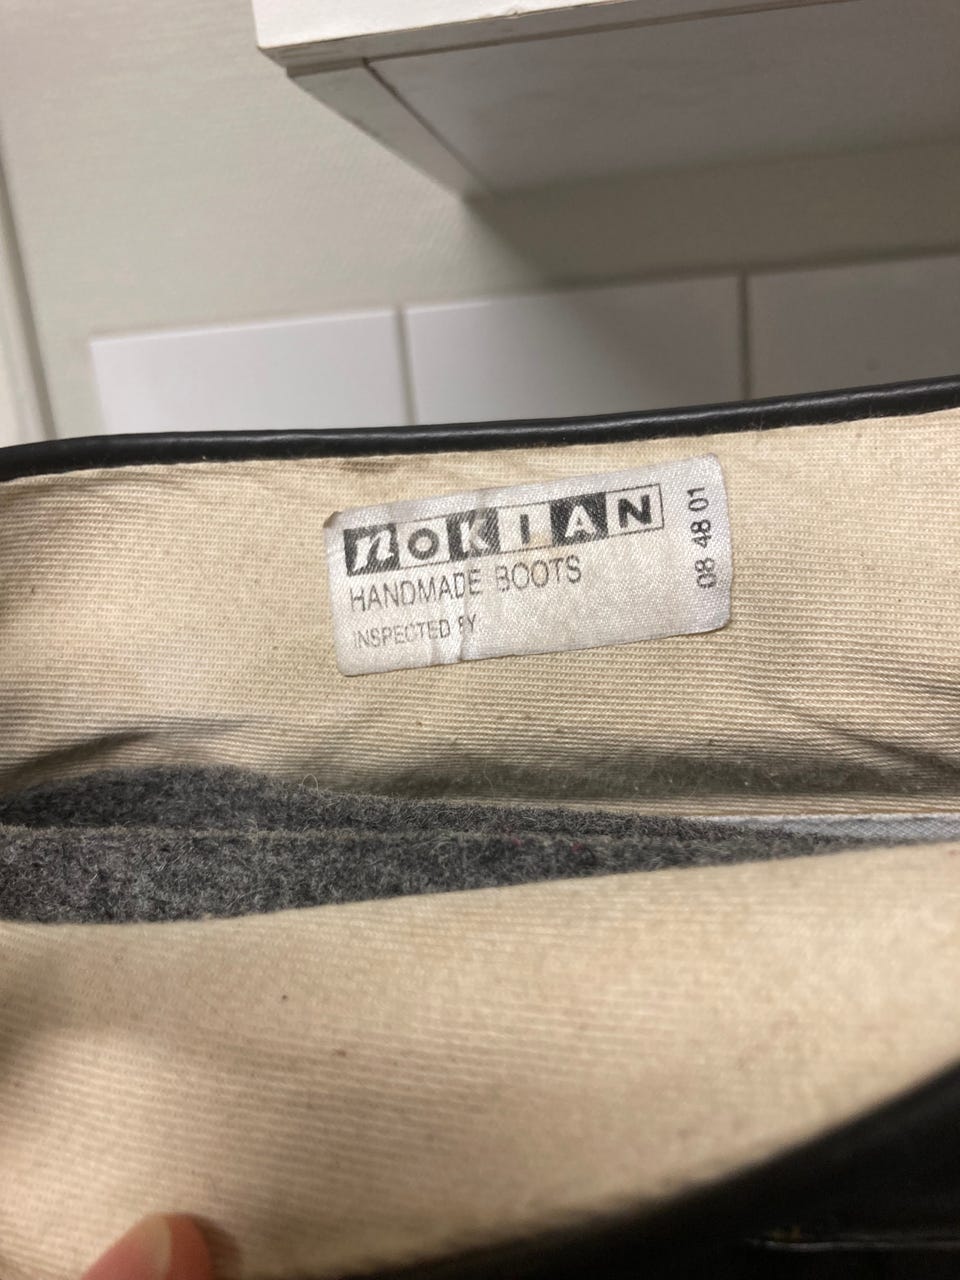 nOKIAN
HANDMADE BOOTS
INSPECTED BY
08 48 01